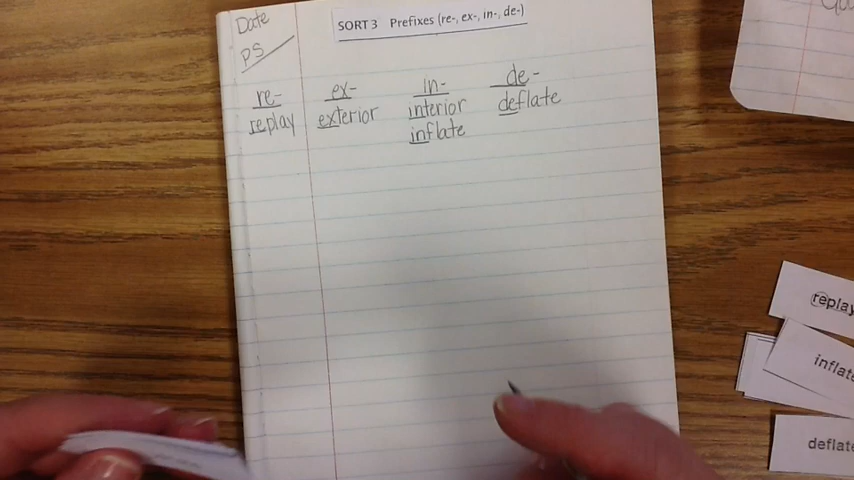 Date
PS
SORT 3 Prefixes (re-, ex-, in-, de-)
re- ex- in- de-
replay exterior interior deflate
inflate
replay
inflate
deflate